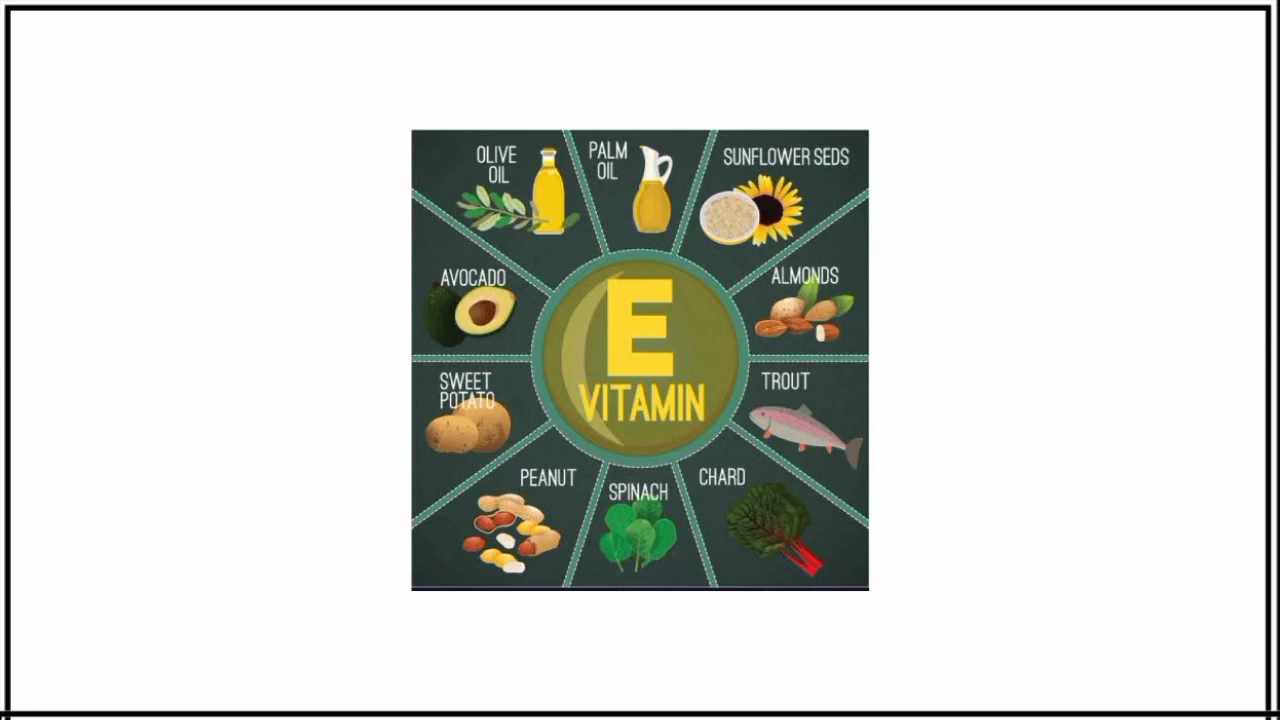 OLIVE
OIL
PALM
OIL
SUNFLOWER SEDS
AVOCADO
ALMONDS
E
VITAMIN
SWEET
POTATO
TROUT
PEANUT
SPINACH
CHARD